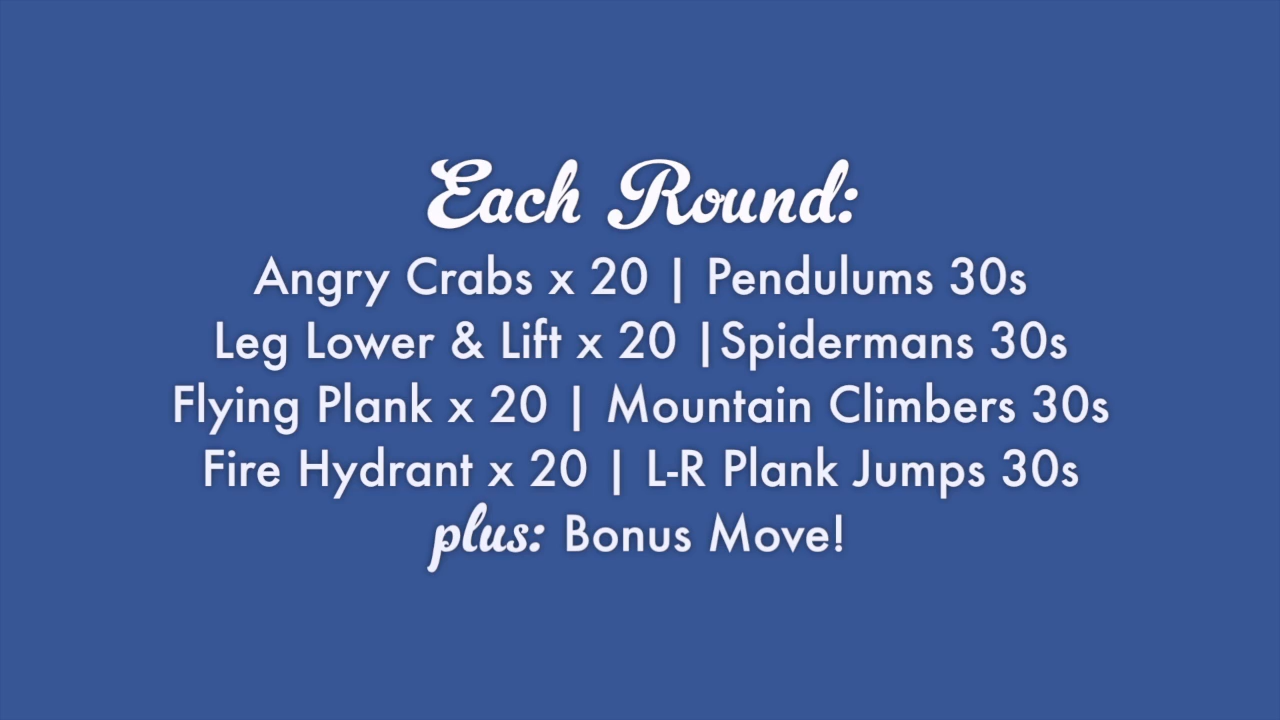 Each Round:
Angry Crabs x 20 | Pendulums 30s
Leg Lower & Lift x 20 |Spidermans 30s
Flying Plank x 20 | Mountain Climbers 30s
Fire Hydrant x 20 | L-R Plank Jumps 30s
plus: Bonus Move!